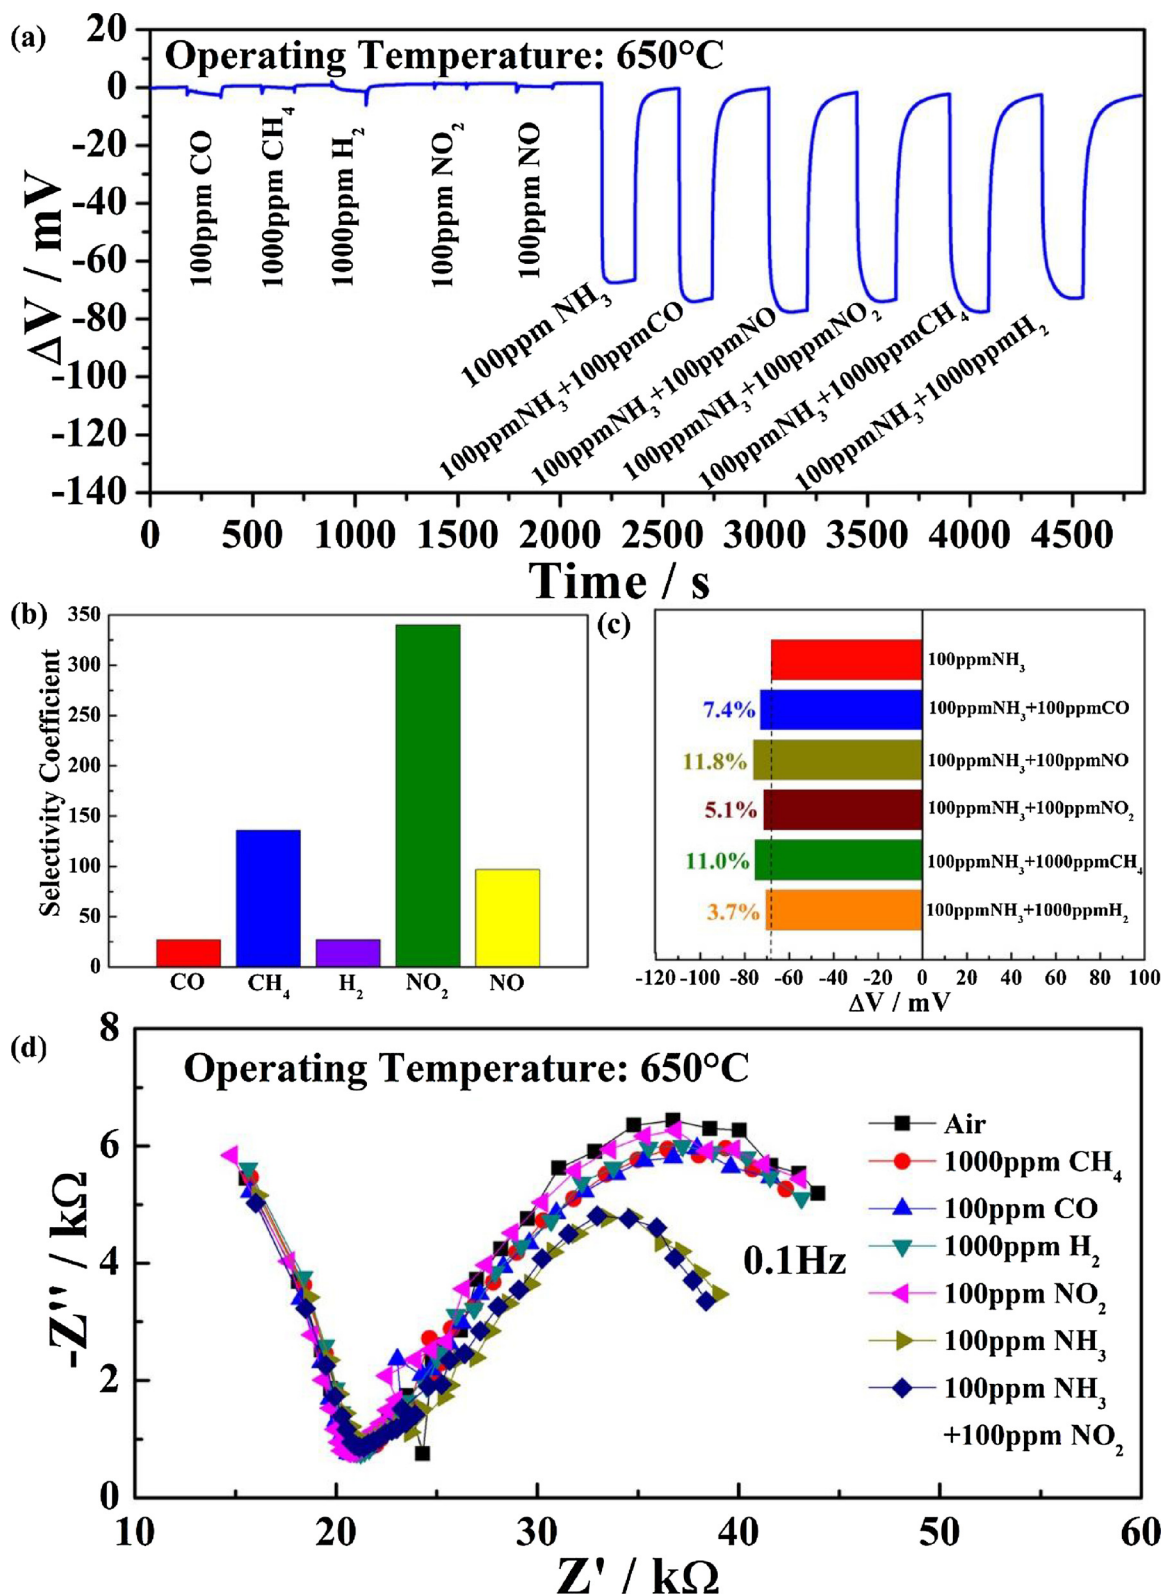 (a)
Operating Temperature: 650°C
20
0
-20
-40
-60
-80
-100
-120
-140
ΔV / mV
100ppm CO
1000ppm CH4
1000ppm H2
100ppm NO2
100ppm NO
100ppm NH3
100ppmNH3+100ppmCO
100ppmNH3+100ppmNO
100ppmNH3+100ppmNO2
100ppmNH3+1000ppmCH4
100ppmNH3+1000ppmH2
0 500 1000 1500 2000 2500 3000 3500 4000 4500
Time / s
(b)
350
300
250
200
150
100
50
0
Selectivity Coefficient
CO CH4 H2 NO2 NO
(c)
100ppmNH3
7.4% 100ppmNH3+100ppmCO
11.8% 100ppmNH3+100ppmNO
5.1% 100ppmNH3+100ppmNO2
11.0% 100ppmNH3+1000ppmCH4
3.7% 100ppmNH3+1000ppmH2
-120 -100 -80 -60 -40 -20 0 20 40 60 80 100
ΔV / mV
(d)
Operating Temperature: 650°C
8
6
4
2
0
-Z'' / kΩ
0.1Hz
Air
1000ppm CH4
100ppm CO
1000ppm H2
100ppm NO2
100ppm NH3
100ppm NH3
+100ppm NO2
10 20 30 40 50 60
Z' / kΩ